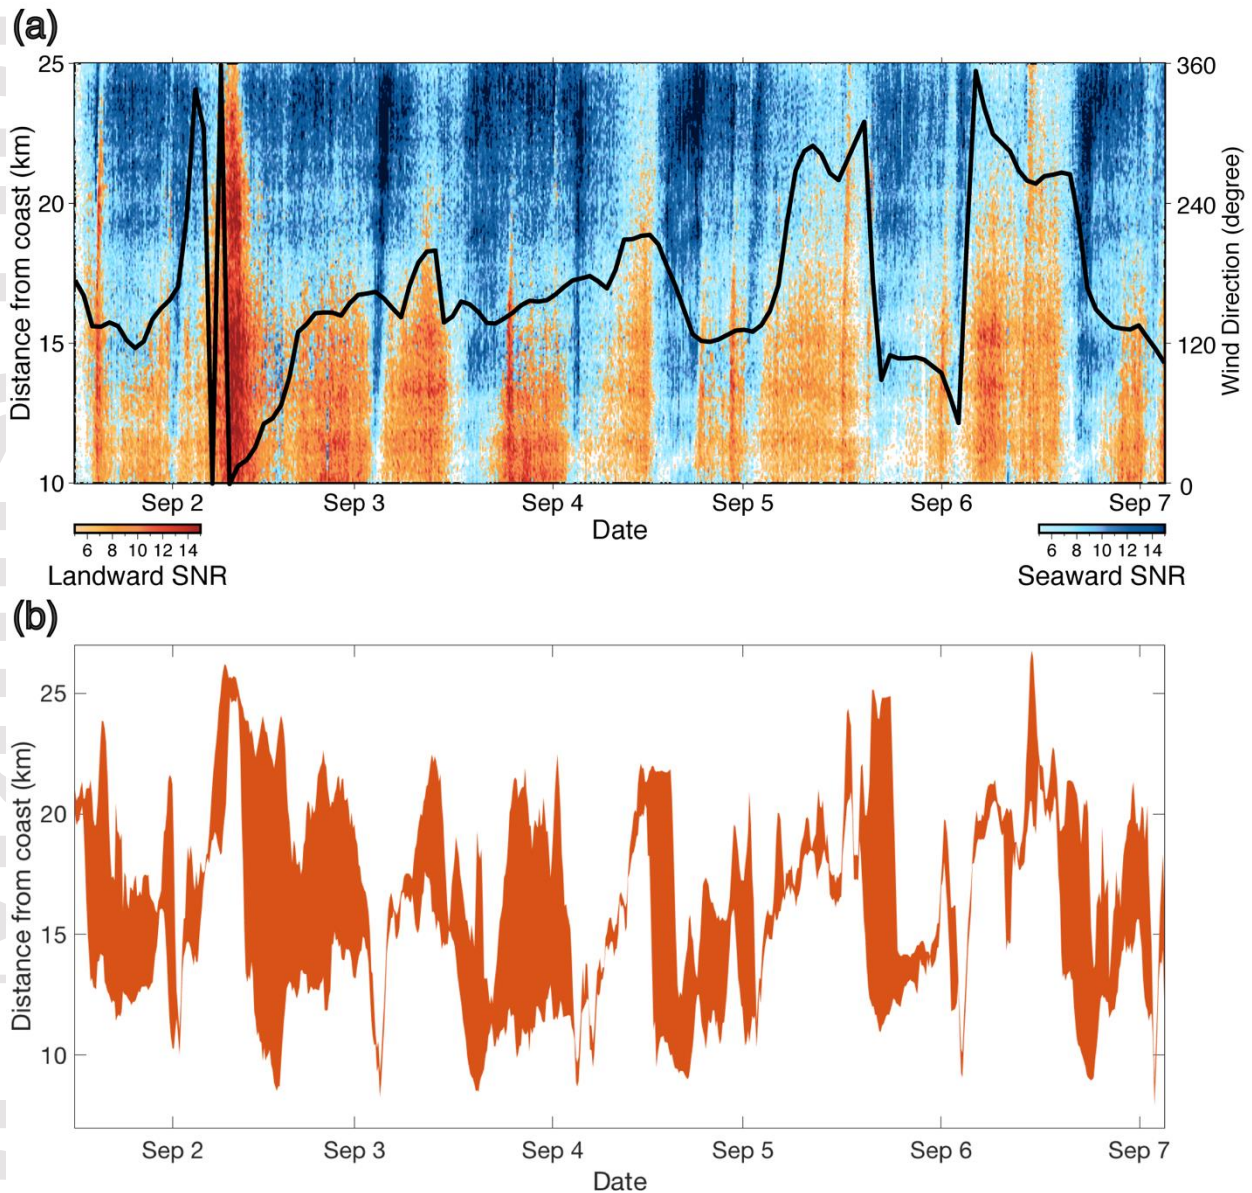 (a)
25
20
15
10
Distance from coast (km)
360
240
120
0
Wind Direction (degree)
Sep 2 Sep 3 Sep 4 Sep 5 Sep 6 Sep 7
Date
6 8 10 12 14
Landward SNR
6 8 10 12 14
Seaward SNR
(b)
25
20
15
10
Distance from coast (km)
Sep 2 Sep 3 Sep 4 Sep 5 Sep 6 Sep 7
Date